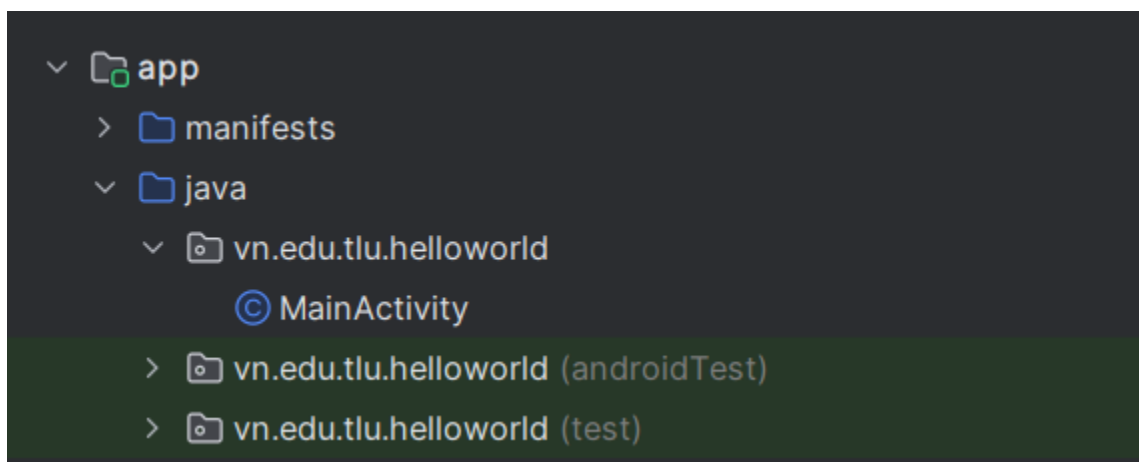 app
manifests
java
vn.edu.tlu.helloworld
MainActivity
vn.edu.tlu.helloworld (androidTest)
vn.edu.tlu.helloworld (test)